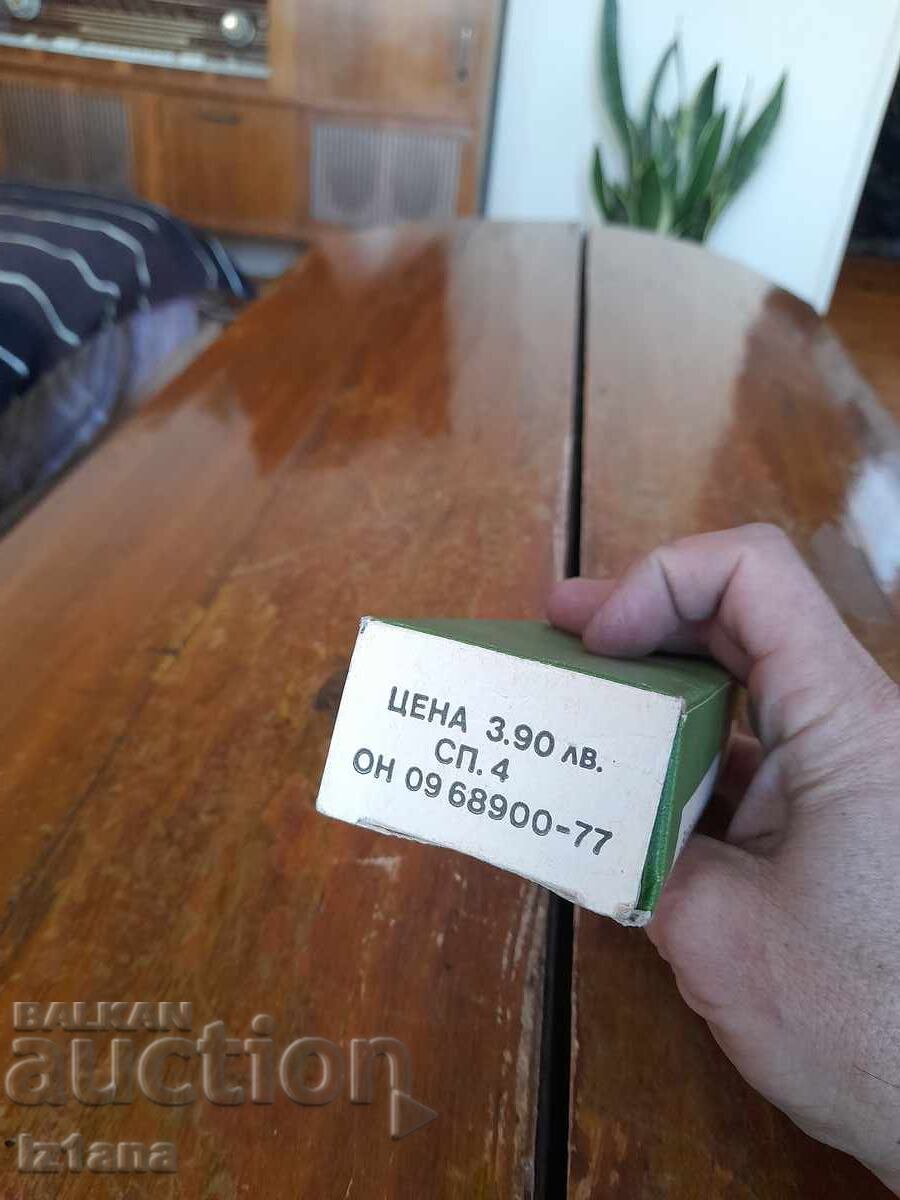 ЦЕНА 3.90 лв.
СП. 4
ОН 09 68900-77
BALKAN
auction
iz1ana